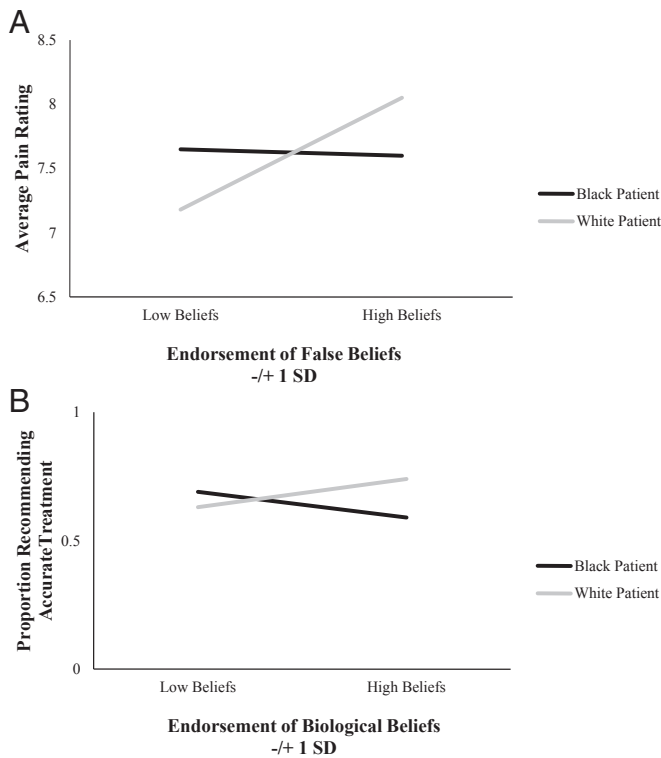 A
8.5
8
7.5
7
6.5
Average Pain Rating
Low Beliefs
High Beliefs
Black Patient
White Patient
Endorsement of False Beliefs
-/+ 1 SD
B
1
0.5
0
Proportion Recommending
AccurateTreatment
Low Beliefs
High Beliefs
Black Patient
White Patient
Endorsement of Biological Beliefs
-/+ 1 SD